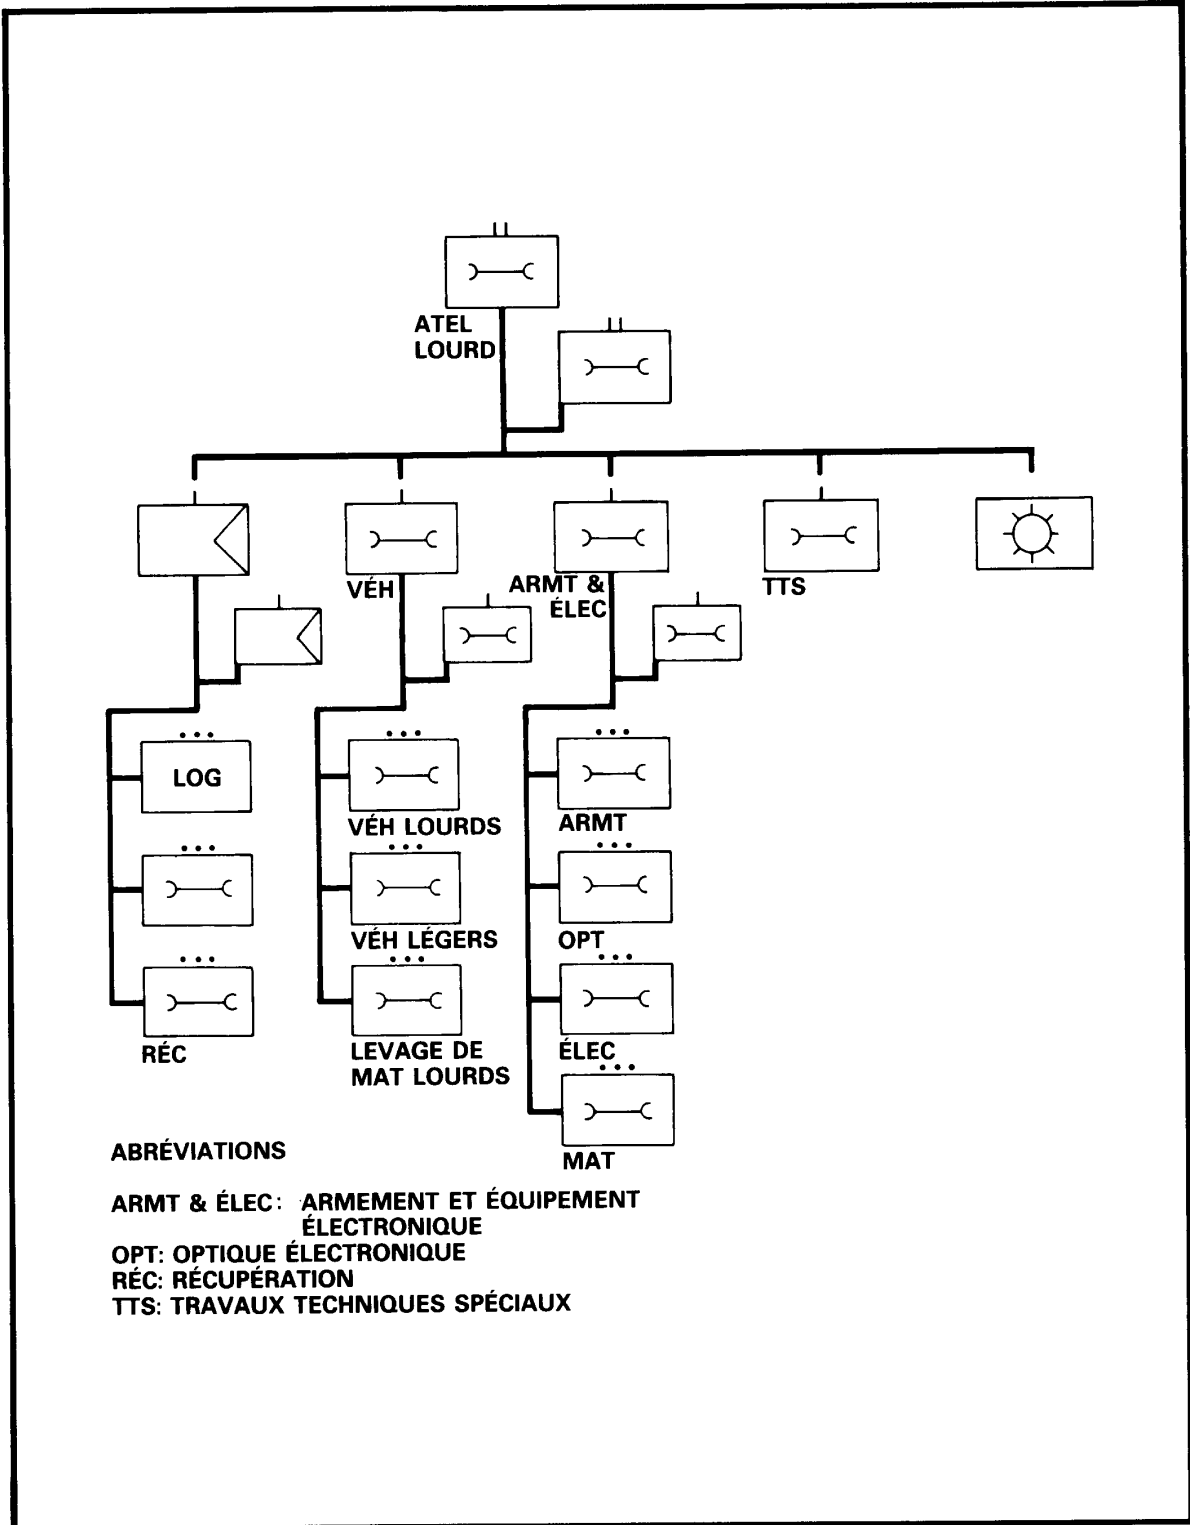 ATEL
LOURD
VÉH
ARMT &
ÉLEC
TTS
LOG
VÉH LOURDS
ARMT
VÉH LÉGERS
OPT
RÉC
LEVAGE DE
MAT LOURDS
ÉLEC
MAT
ABRÉVIATIONS
ARMT & ÉLEC: ARMEMENT ET ÉQUIPEMENT
ÉLECTRONIQUE
OPT: OPTIQUE ÉLECTRONIQUE
RÉC: RÉCUPÉRATION
TTS: TRAVAUX TECHNIQUES SPÉCIAUX